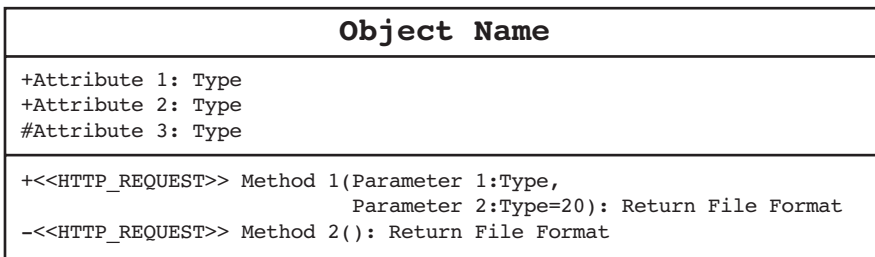 Object Name
+Attribute 1: Type
+Attribute 2: Type
#Attribute 3: Type
+<<HTTP_REQUEST>> Method 1(Parameter 1:Type,
Parameter 2:Type=20): Return File Format
-<<HTTP_REQUEST>> Method 2(): Return File Format